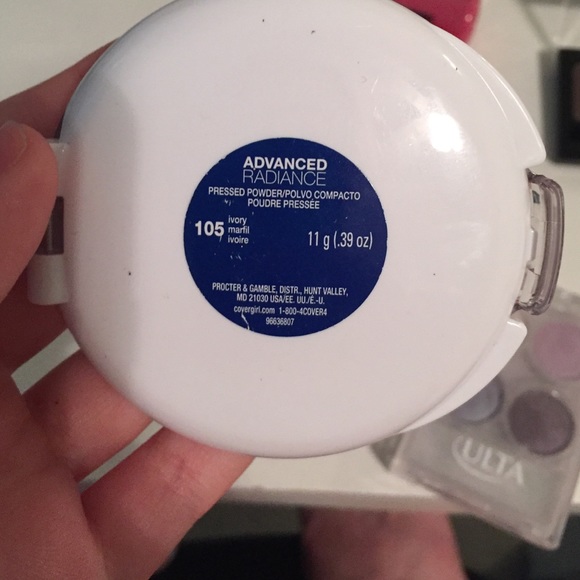 ADVANCED
RADIANCE
PRESSED POWDER/POLVO COMPACTO
POUDRE PRESSÉE
105 ivory
marfil
ivoire
11 g (.39 oz)
PROCTER & GAMBLE, DISTR., HUNT VALLEY,
MD 21030 USA/EE. UU./É.-U.
covergirl.com 1-800-4COVER4
96636807
ULTA